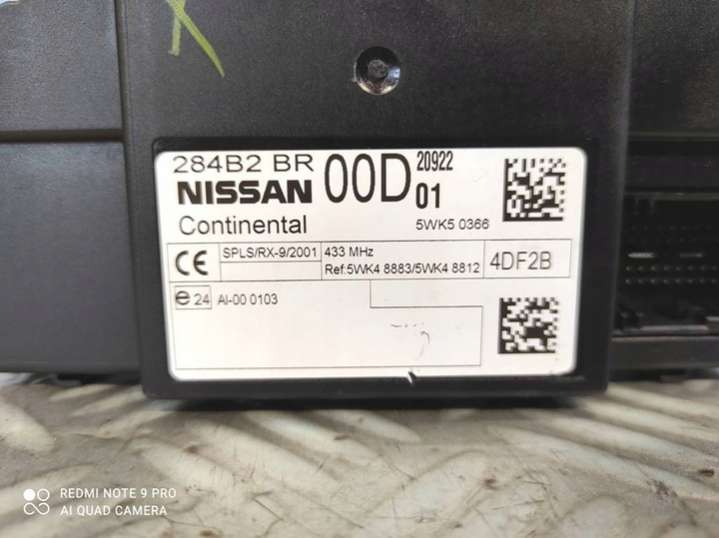 284B2 BR 00D 20922
NISSAN 01
Continental 5WK5 0366
CE SPLS/RX-9/2001 433 MHz
Ref:5WK4 8883/5WK4 8812 4DF2B
e 24 AI-00 0103
REDMI NOTE 9 PRO
AI QUAD CAMERA